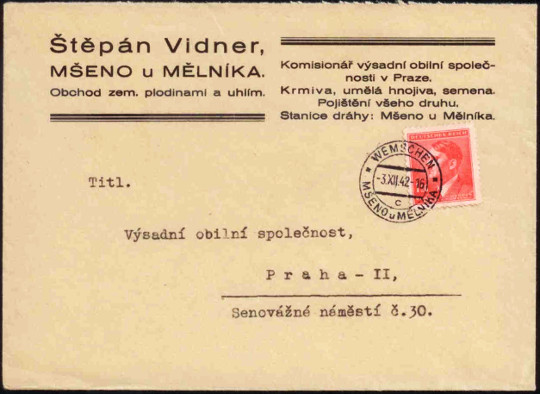 Štěpán Vidner,
MŠENO u MĚLNÍKA.
Obchod zem. plodinami a uhlím.
Komisionář výsadní obilní společ-
nosti v Praze.
Krmiva, umělá hnojiva, semena.
Pojištění všeho druhu.
Stanice dráhy: Mšeno u Mělníka.
DEUTSCHES REICH
WEMSCHEN
-3.XII.42-16
MŠENO u MĚLNÍKA
c
Titl.
Výsadní obilní společnost,
Praha-II,
Senovážné náměstí č.30.